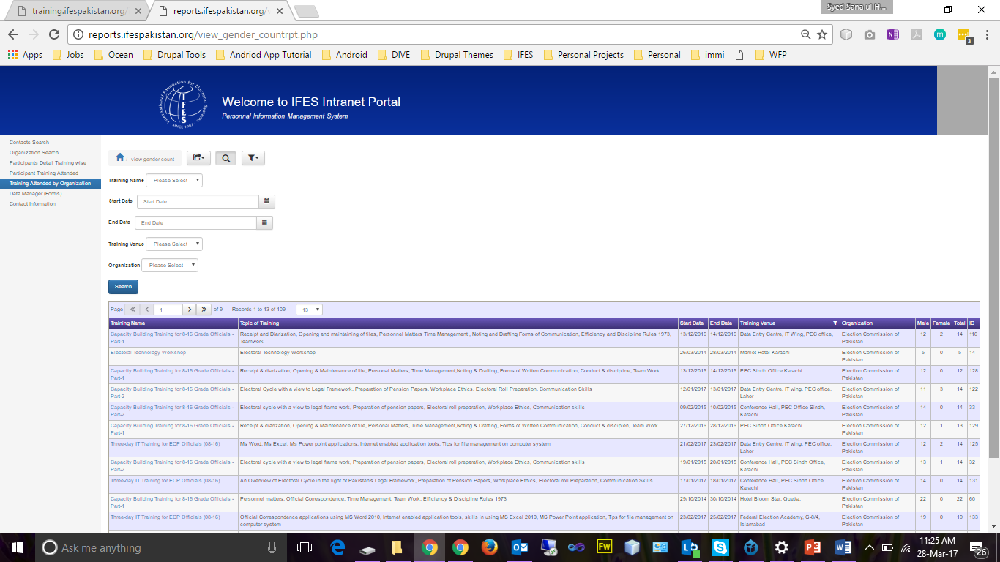 training.ifespakistan.org/
reports.ifespakistan.org/v
Syed Sana ul H...
reports.ifespakistan.org/view_gender_countrpt.php
3
Apps Jobs Ocean Drupal Tools Andriod App Tutorial Android DIVE Drupal Themes IFES Personal Projects Personal immi WFP
International Foundation for Electoral Systems
IFES
SINCE 1987
Welcome to IFES Intranet Portal
Personnal Information Management System
Contacts Search
Organization Search
Participants Detail Training wise
Participant Training Attended
Training Attended by Organization
Data Manager (Forms)
Contact Information
/ view gender count
Training Name Please Select
Start Date Start Date
End Date End Date
Training Venue Please Select
Organization Please Select
Search
Page 1 of 9 Records 1 to 13 of 109 13
Training Name Topic of Training Start Date End Date Training Venue Organization Male Female Total ID
Capacity Building Training for 8-16 Grade Officials - Receipt and Diarization, Opening and maintaining of files, Personnel Matters Time Management , Noting and Drafting Forms of Communication, Efficiency and Discipline Rules 1973, 13/12/2016 14/12/2016 Data Entry Centre, IT Wing, PEC office, Election Commission of 12 2 14 116
Part-1 Teamwork Pakistan
Electoral Technology Workshop Electoral Technology Workshop 26/03/2014 28/03/2014 Marriot Hotel Karachi Election Commission of 5 0 5 14
Pakistan
Capacity Building Training for 8-16 Grade Officials - Receipt & diarization, Opening & Maintenance of file, Personal Matters, Time Management,Noting & Drafting, Forms of Written Communication, Conduct & discipline, Team Work 13/12/2016 14/12/2016 PEC Sindh Office Karachi Election Commission of 12 0 12 128
Part-1 Pakistan
Capacity Building Training for 8-16 Grade Officials - Electoral Cycle with a view to Legal Framework, Preparation of Pension Papers, Workplace Ethics, Electoral Roll Preparation, Communication Skills 12/01/2017 13/01/2017 Data Entry Centre, IT wing, PEC office, Election Commission of 11 3 14 122
Part-2 Lahor Pakistan
Capacity Building Training for 8-16 Grade Officials - Electoral cycle with a view to legal frame work, Preparation of pension papers, Electoral roll preparation, Workplace Ethics, Communication skills 09/02/2015 10/02/2015 Conference Hall, PEC Office Sindh, Election Commission of 14 0 14 33
Part-2 Karachi Pakistan
Capacity Building Training for 8-16 Grade Officials - Receipt & diarization, Opening & Maintenance of file, Personal Matters, Time Management,Noting & Drafting, Forms of Written Communication, Conduct & disciplen, Team Work 27/12/2016 28/12/2016 PEC Sindh Office Karachi Election Commission of 12 1 13 129
Part-1 Pakistan
Three-day IT Training for ECP Officials (08-16) Ms Word, Ms Excel, Ms Power point applications, Internet enabled application tools, Tips for file management on computer system 21/02/2017 23/02/2017 Data Entry Centre, IT wing, PEC office, Election Commission of 12 2 14 125
Lahor Pakistan
Capacity Building Training for 8-16 Grade Officials - Electoral cycle with a view to legal frame work, Preparation of pension papers, Electoral roll preparation, Workplace Ethics, Communication skills 19/01/2015 20/01/2015 Conference Hall, PEC Sindh Office, Election Commission of 13 1 14 32
Part-2 Karachi Pakistan
Three-day IT Training for ECP Officials (08-16) An Overview of Electoral Cycle in the light of Pakistan's Legal Framework, Preparation of Pension Papers, Workplace Ethics, Electoral roll Preparation, Communication Skills 17/01/2017 18/01/2017 Conference Hall, PEC Sindh Office Election Commission of 14 0 14 131
Karachi Pakistan
Capacity Building Training for 8-16 Grade Officials - Personnel matters, Official Correspondence, Time Management, Team Work, Efficiency & Discipline Rules 1973 29/10/2014 30/10/2014 Hotel Bloom Star, Quetta. Election Commission of 22 0 22 60
Part-1 Pakistan
Three-day IT Training for ECP Officials (08-16) Official Correspondence applications using MS Word 2010, Internet enabled application tools, skills in using MS Excel 2010, MS Power Point application, Tips for file management on 23/02/2017 25/02/2017 Federal Election Academy, G-8/4, Election Commission of 19 0 19 133
computer system Islamabad Pakistan
Ask me anything
11:25 AM
28-Mar-17
26